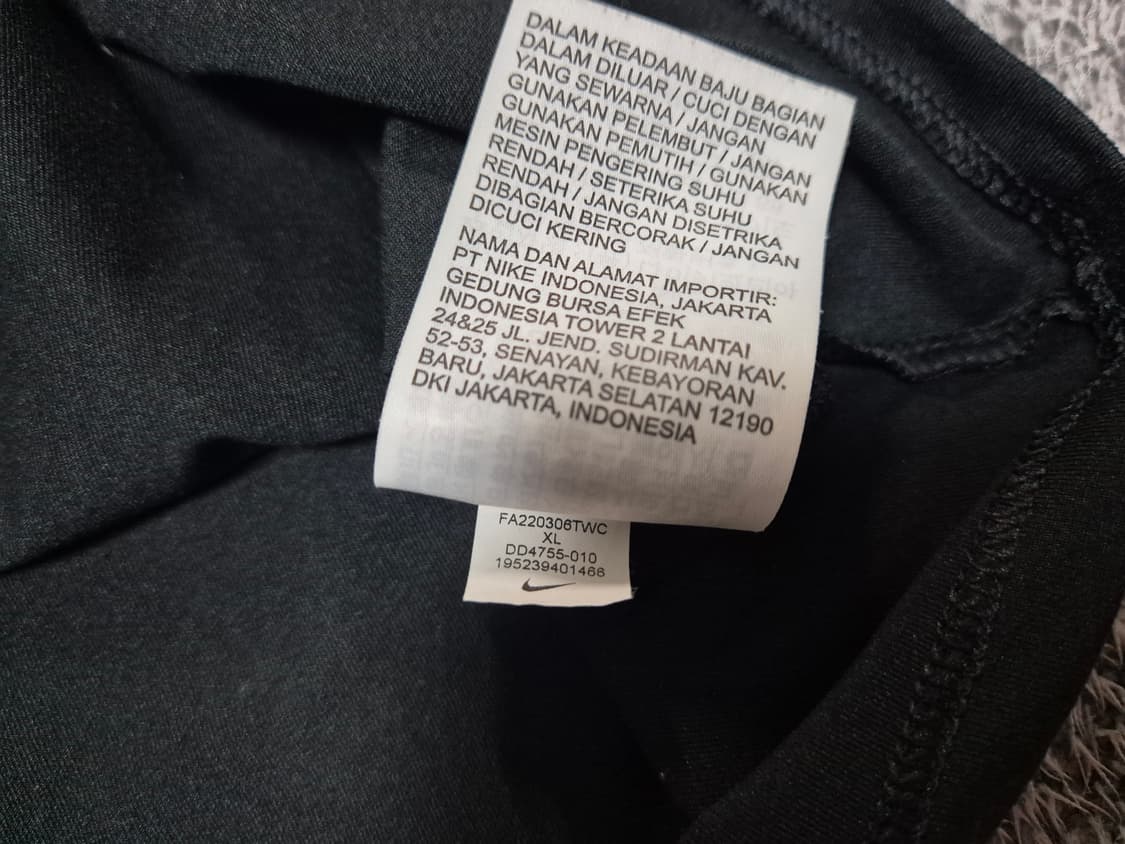 DALAM KEADAAN BAJU BAGIAN
DALAM DILUAR / CUCI DENGAN
YANG SEWARNA / JANGAN
GUNAKAN PELEMBUT / JANGAN
GUNAKAN PEMUTIH / GUNAKAN
MESIN PENGERING SUHU
RENDAH / SETERIKA SUHU
RENDAH / JANGAN DISETRIKA
DIBAGIAN BERCORAK / JANGAN
DICUCI KERING
NAMA DAN ALAMAT IMPORTIR:
PT NIKE INDONESIA, JAKARTA
GEDUNG BURSA EFEK
INDONESIA TOWER 2 LANTAI
24&25 JL. JEND. SUDIRMAN KAV.
52-53, SENAYAN, KEBAYORAN
BARU, JAKARTA SELATAN 12190
DKI JAKARTA, INDONESIA
FA220306TWC
XL
DD4755-010
195239401466